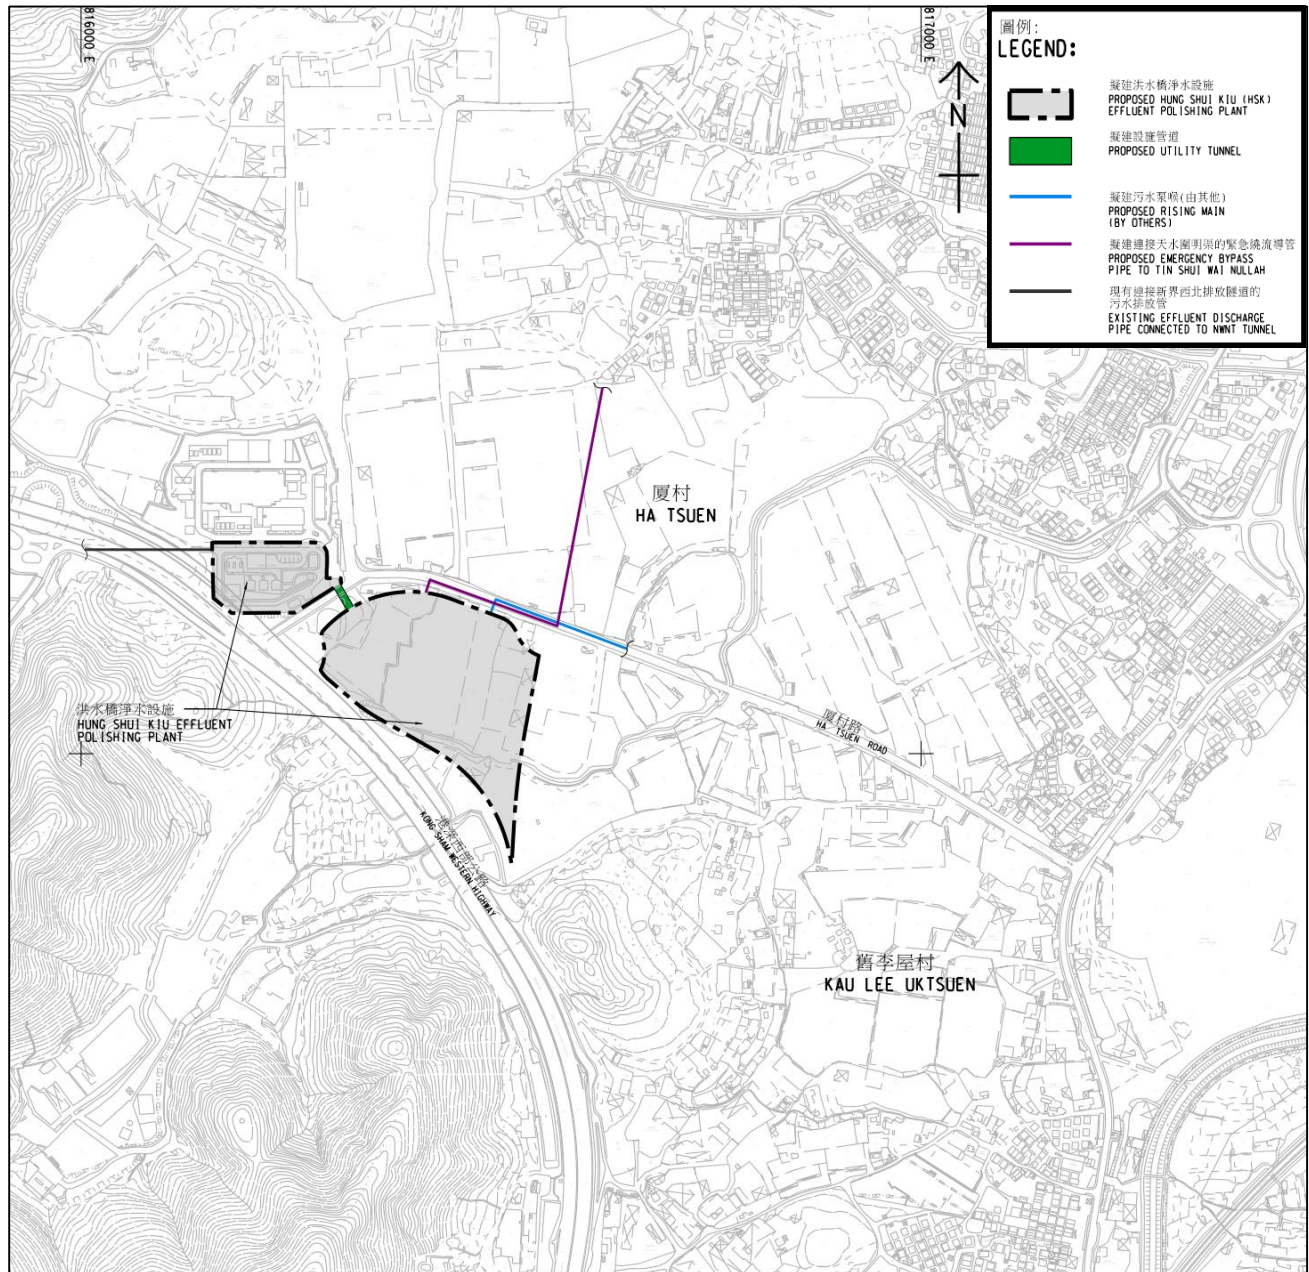 816000 E
817000 E
N
圖例:
LEGEND:
擬建洪水橋淨水設施
PROPOSED HUNG SHUI KIU (HSK)
EFFLUENT POLISHING PLANT
擬建設施管道
PROPOSED UTILITY TUNNEL
擬建污水泵喉(由其他)
PROPOSED RISING MAIN
(BY OTHERS)
擬建連接天水圍明渠的緊急繞流導管
PROPOSED EMERGENCY BYPASS
PIPE TO TIN SHUI WAI NULLAH
現有連接新界西北排放隧道的
污水排放管
EXISTING EFFLUENT DISCHARGE
PIPE CONNECTED TO NWNT TUNNEL
厦村
HA TSUEN
洪水橋淨水設施
HUNG SHUI KIU EFFLUENT
POLISHING PLANT
厦村路
HA TSUEN ROAD
港深西部公路
KONG SHAM WESTERN HIGHWAY
舊李屋村
KAU LEE UKTSUEN